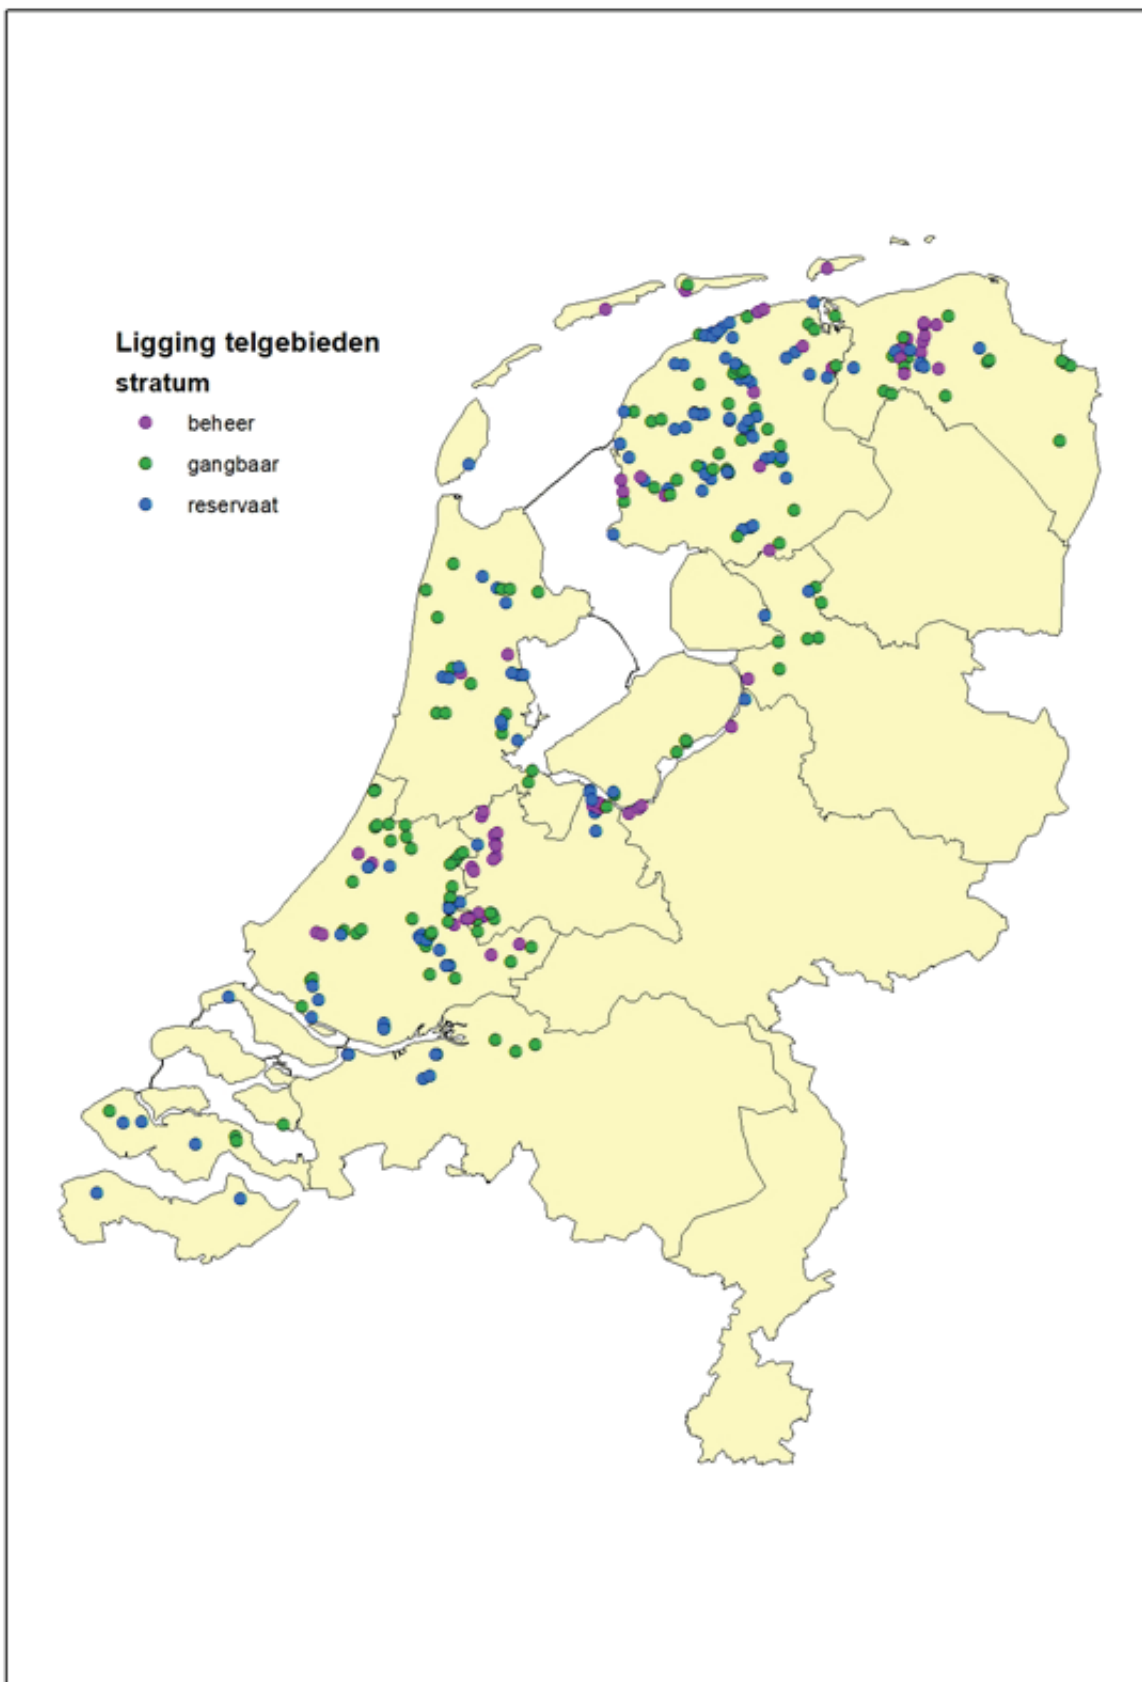 Ligging telgebieden
stratum
beheer
gangbaar
reservaat